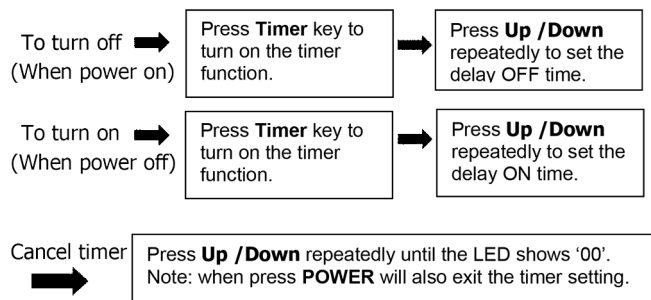 To turn off
(When power on)
Press Timer key to
turn on the timer
function.
Press Up /Down
repeatedly to set the
delay OFF time.
To turn on
(When power off)
Press Timer key to
turn on the timer
function.
Press Up /Down
repeatedly to set the
delay ON time.
Cancel timer
Press Up /Down repeatedly until the LED shows ‘00’.
Note: when press POWER will also exit the timer setting.